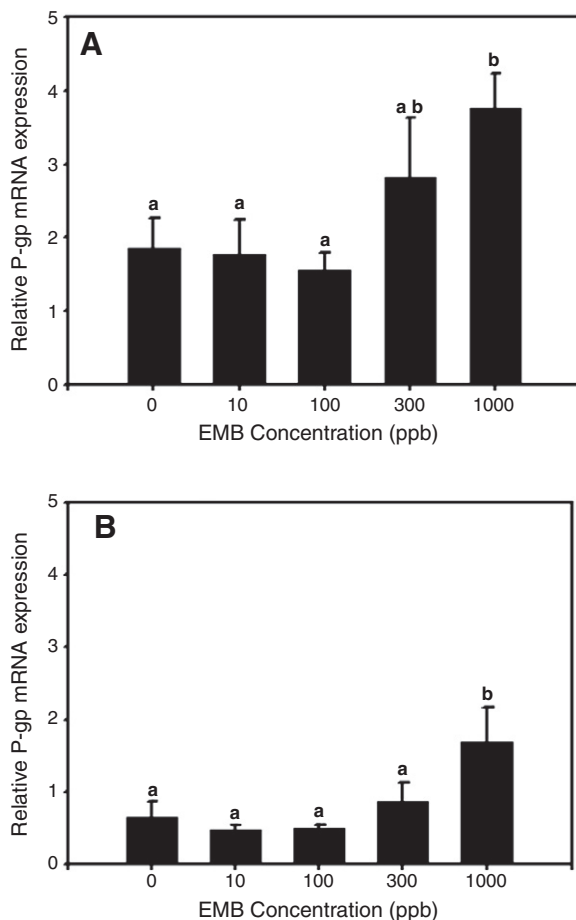 A
Relative P-gp mRNA expression
5
4
3
2
1
0
a
a
a
a b
b
0 10 100 300 1000
EMB Concentration (ppb)
B
Relative P-gp mRNA expression
5
4
3
2
1
0
a
a
a
a
b
0 10 100 300 1000
EMB Concentration (ppb)